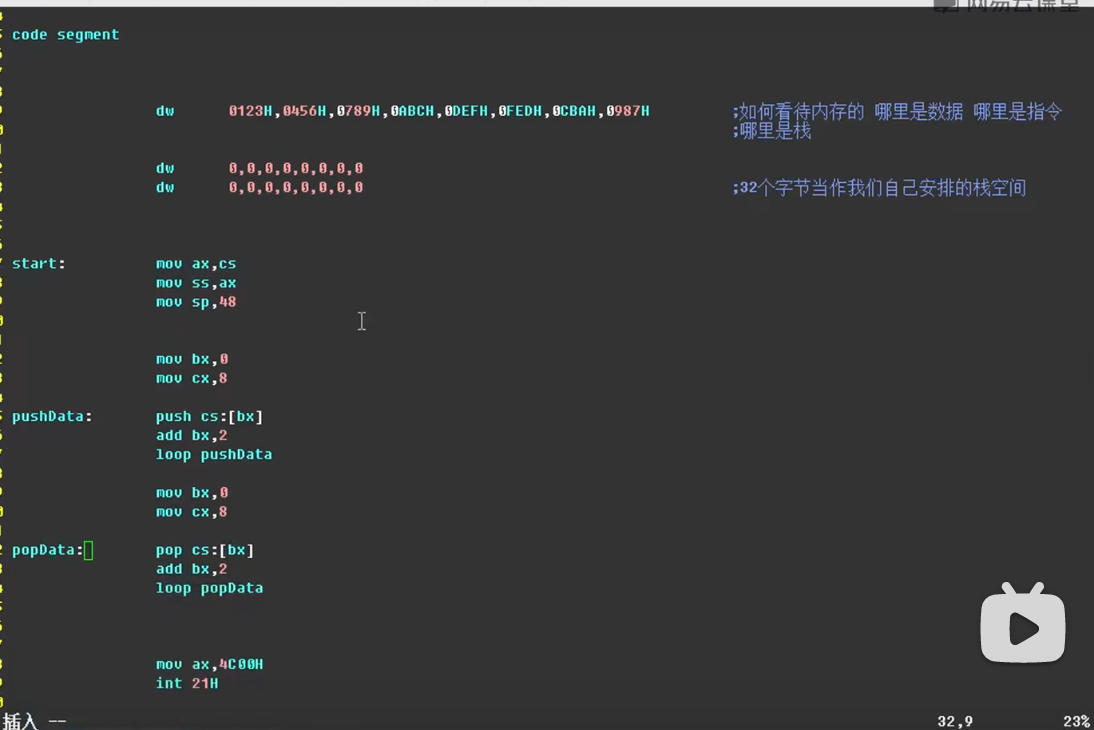 网易云课堂
code segment
dw 0123H,0456H,0789H,0ABCH,0DEFH,0FEDH,0CBAH,0987H ;如何看待内存的 哪里是数据 哪里是指令
;哪里是栈
dw 0,0,0,0,0,0,0,0
dw 0,0,0,0,0,0,0,0 ;32个字节当作我们自己安排的栈空间
start: mov ax,cs
mov ss,ax
mov sp,48
mov bx,0
mov cx,8
pushData: push cs:[bx]
add bx,2
loop pushData
mov bx,0
mov cx,8
popData: pop cs:[bx]
add bx,2
loop popData
mov ax,4C00H
int 21H
插入 -- 32,9 23%